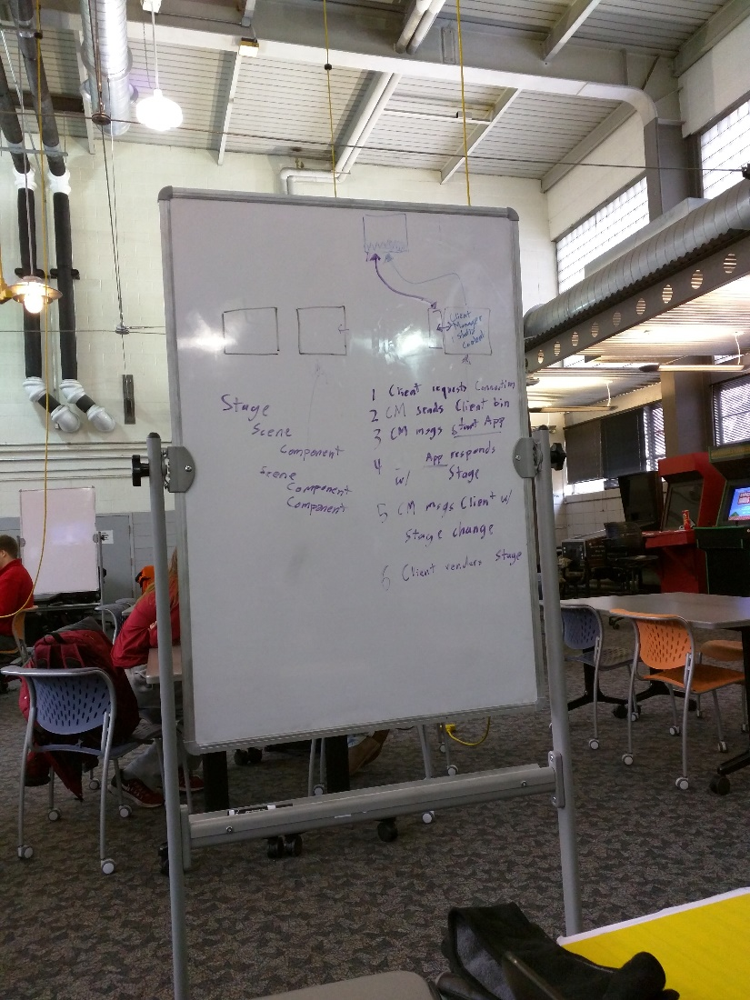 Client
Manager
Static
Content
Stage
Scene
Component
Scene
Component
Component
1 Client requests Connection
2 CM sends Client bin
3 CM msgs Start App
4 App responds
w/ Stage
5 CM msgs Client w/
Stage change
6 Client renders Stage